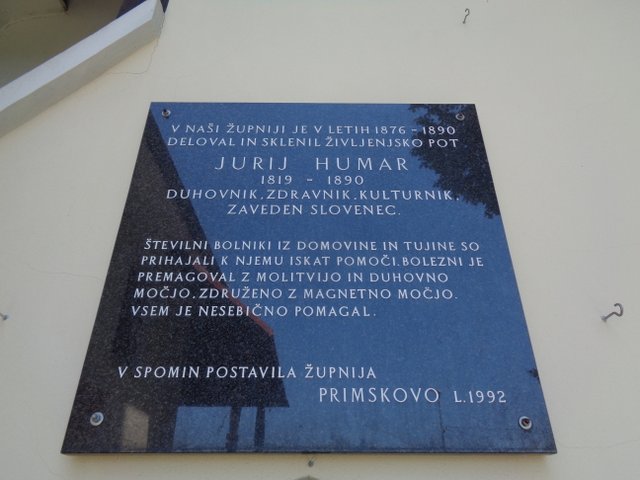 V NAŠI ŽUPNIJI JE V LETIH 1876 - 1890
DELOVAL IN SKLENIL ŽIVLJENJSKO POT
JURIJ HUMAR
1819 - 1890
DUHOVNIK, ZDRAVNIK, KULTURNIK,
ZAVEDEN SLOVENEC.
ŠTEVILNI BOLNIKI IZ DOMOVINE IN TUJINE SO
PRIHAJALI K NJEMU ISKAT POMOČI. BOLEZNI JE
PREMAGOVAL Z MOLITVIJO IN DUHOVNO
MOČJO, ZDRUŽENO Z MAGNETNO MOČJO.
VSEM JE NESEBIČNO POMAGAL.
V SPOMIN POSTAVILA ŽUPNIJA
PRIMSKOVO L.1992